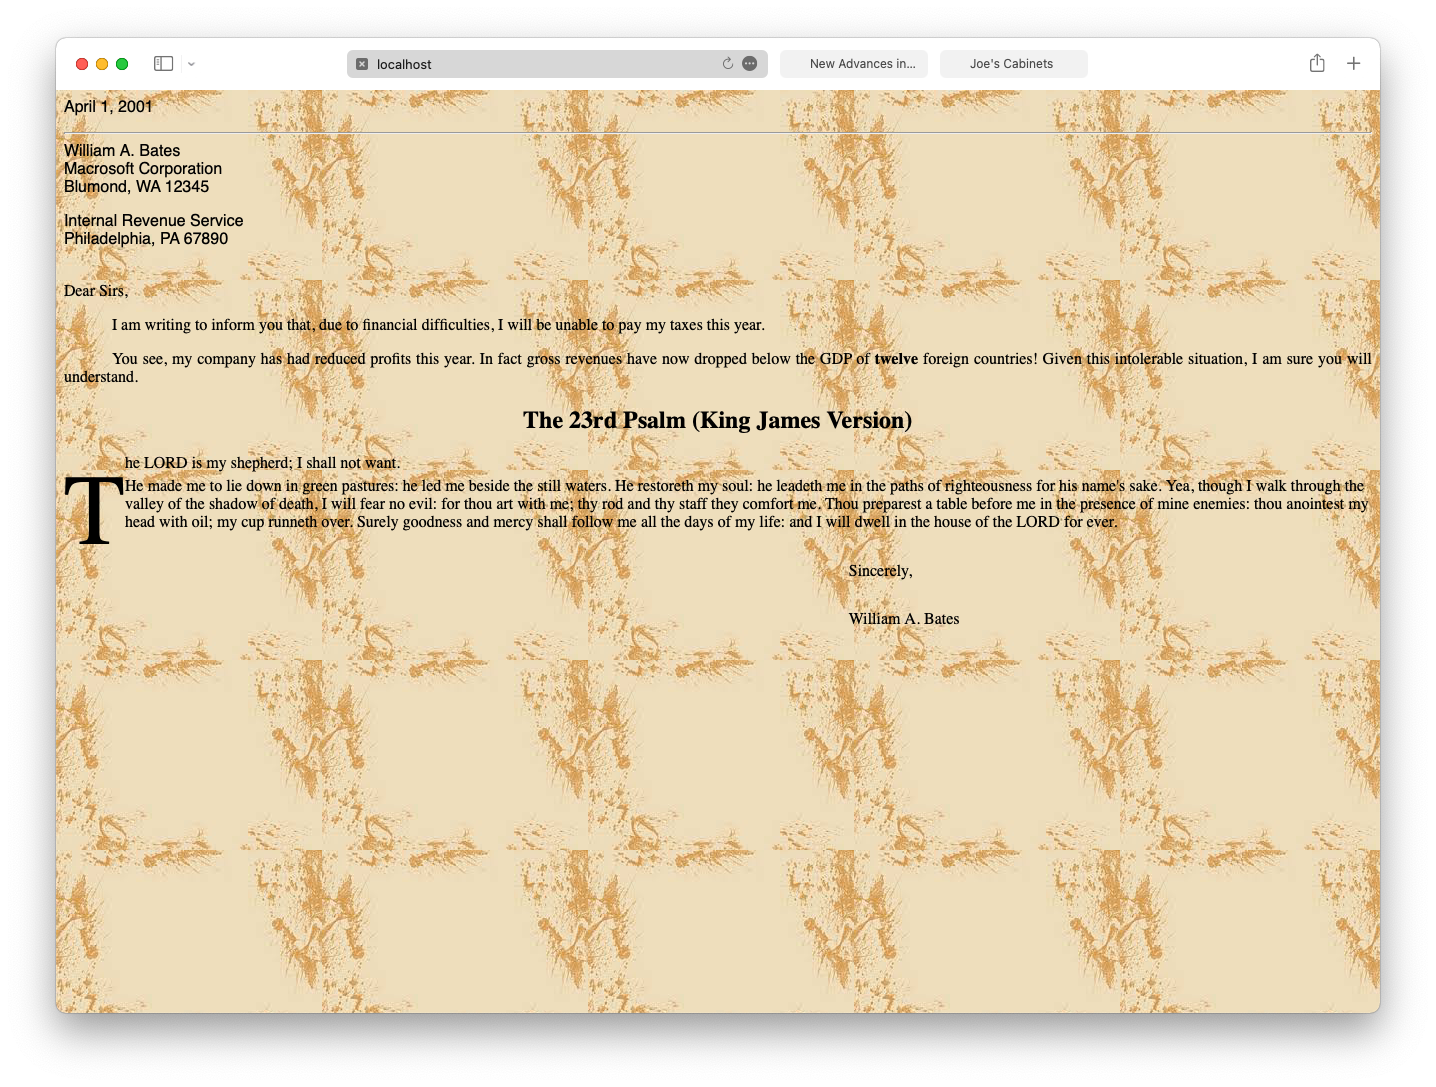 localhost
New Advances in...
Joe's Cabinets
April 1, 2001
William A. Bates
Macrosoft Corporation
Blumond, WA 12345
Internal Revenue Service
Philadelphia, PA 67890
Dear Sirs,
I am writing to inform you that, due to financial difficulties, I will be unable to pay my taxes this year.
You see, my company has had reduced profits this year. In fact gross revenues have now dropped below the GDP of twelve foreign countries! Given this intolerable situation, I am sure you will
understand.
The 23rd Psalm (King James Version)
The LORD is my shepherd; I shall not want.
He made me to lie down in green pastures: he led me beside the still waters. He restoreth my soul: he leadeth me in the paths of righteousness for his name's sake. Yea, though I walk through the
valley of the shadow of death, I will fear no evil: for thou art with me; thy rod and thy staff they comfort me. Thou preparest a table before me in the presence of mine enemies: thou anointest my
head with oil; my cup runneth over. Surely goodness and mercy shall follow me all the days of my life: and I will dwell in the house of the LORD for ever.
Sincerely,
William A. Bates